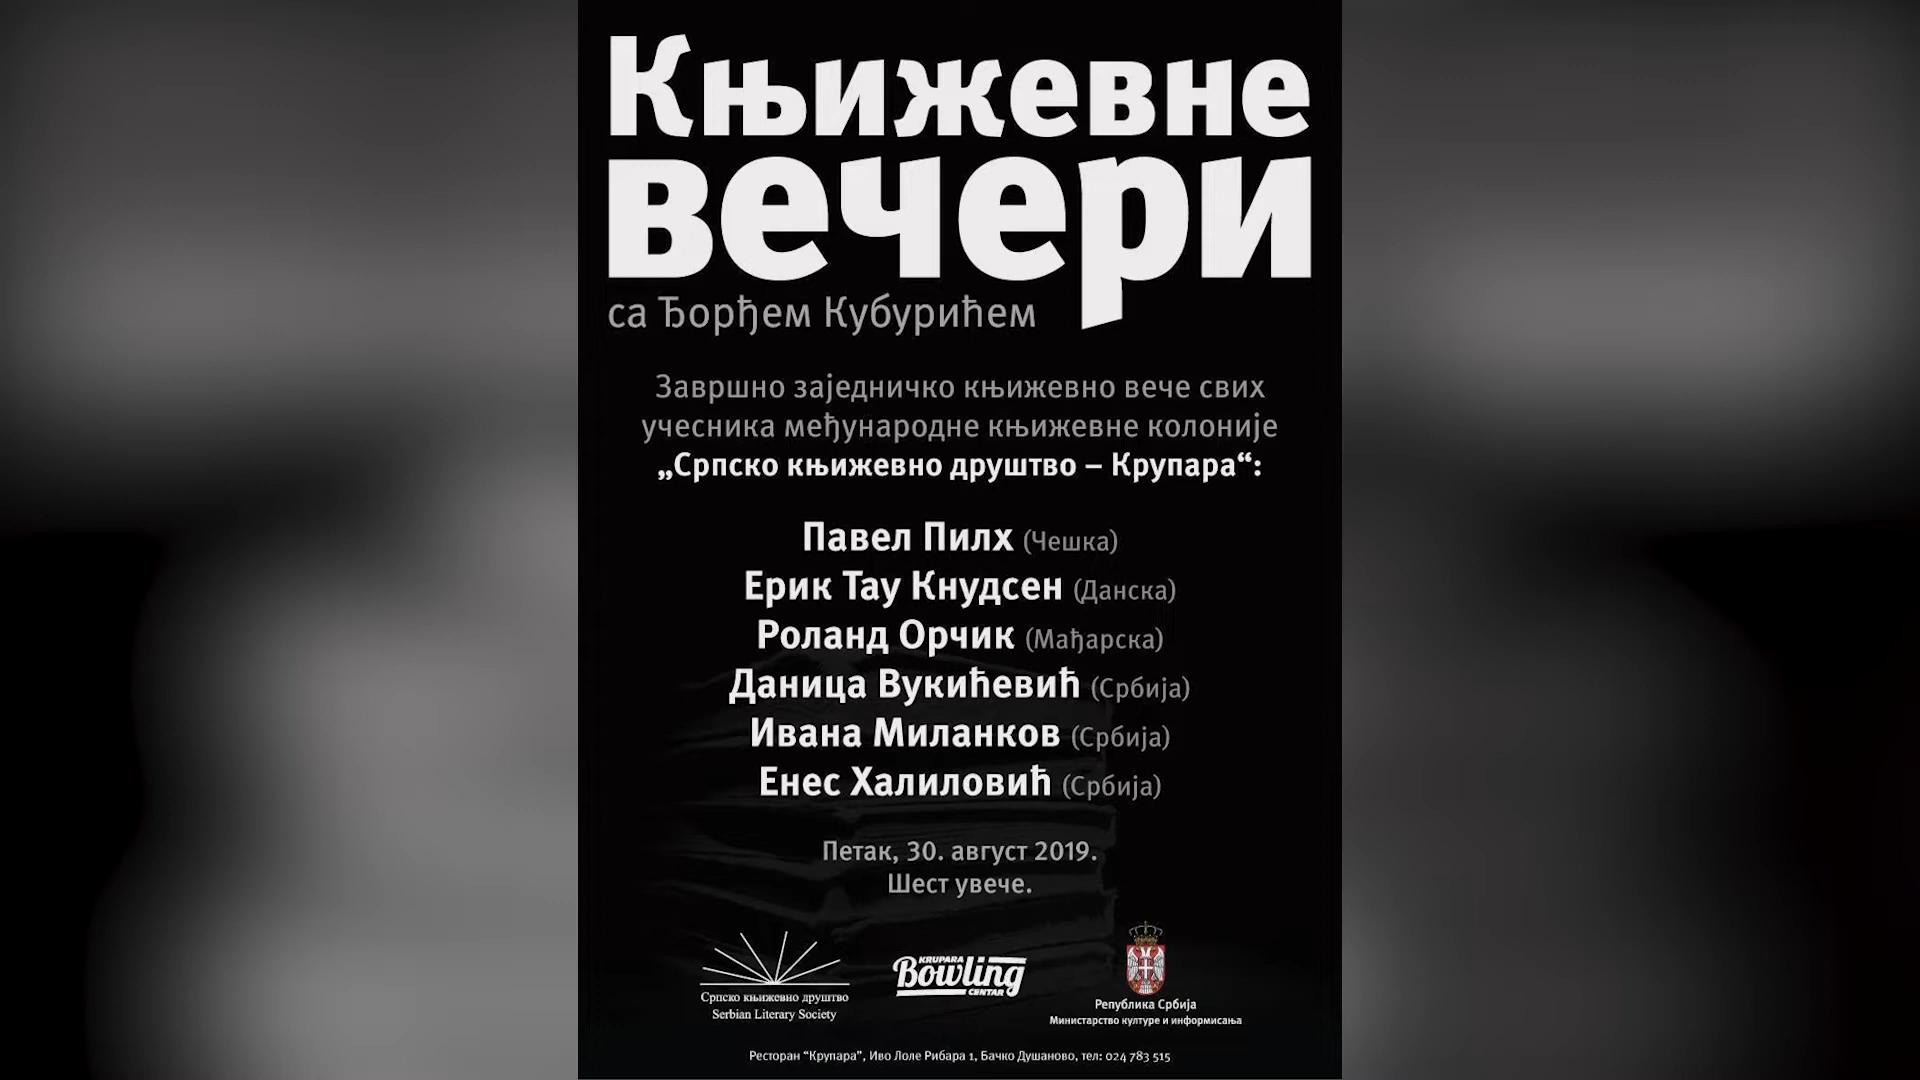 Књижевне
вечери
са Ђорђем Кубурићем
Завршно заједничко књижевно вече свих
учесника међународне књижевне колоније
„Српско књижевно друштво – Крупара“:
Павел Пилх (Чешка)
Ерик Тау Кнудсен (Данска)
Роланд Орчик (Мађарска)
Даница Вукићевић (Србија)
Ивана Миланков (Србија)
Енес Халиловић (Србија)
Петак, 30. август 2019.
Шест увече.
Српско књижевно друштво
Serbian Literary Society
KRUPARA
Bowling
CENTAR
Република Србија
Министарство културе и информисања
Ресторан “Крупара”, Иво Лоле Рибара 1, Бачко Душаново, тел: 024 783 515